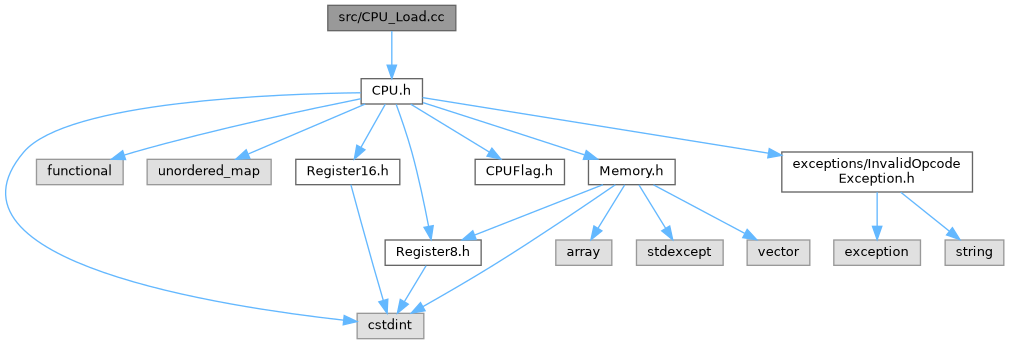 src/CPU_Load.cc
CPU.h
functional
unordered_map
Register16.h
CPUFlag.h
Memory.h
exceptions/InvalidOpcode
Exception.h
Register8.h
array
stdexcept
vector
exception
string
cstdint